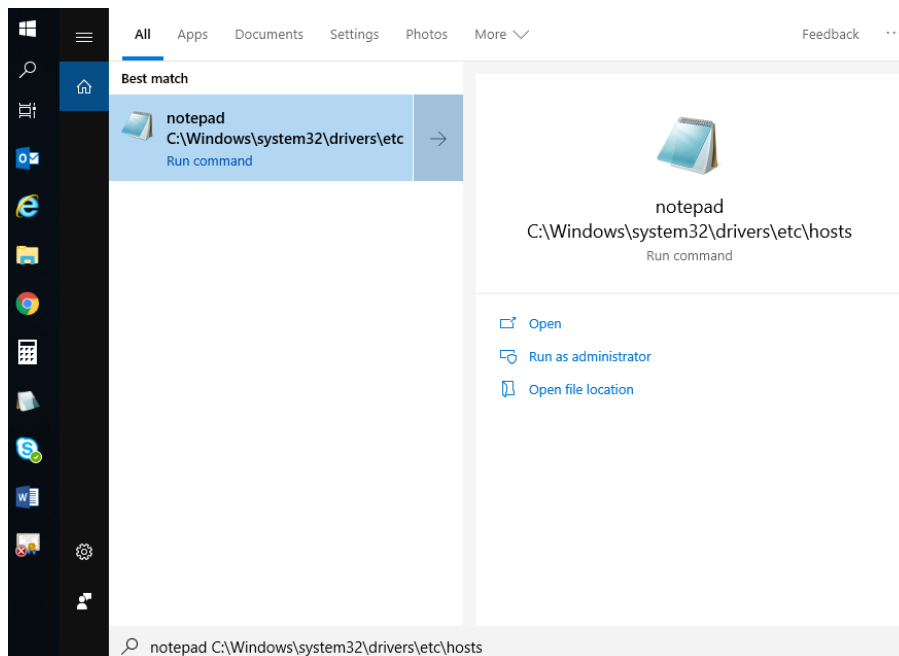 All Apps Documents Settings Photos More Feedback ..
Best match
notepad
C:\Windows\system32\drivers\etc
Run command
notepad
C:\Windows\system32\drivers\etc\hosts
Run command
Open
Run as administrator
Open file location
notepad C:\Windows\system32\drivers\etc\hosts